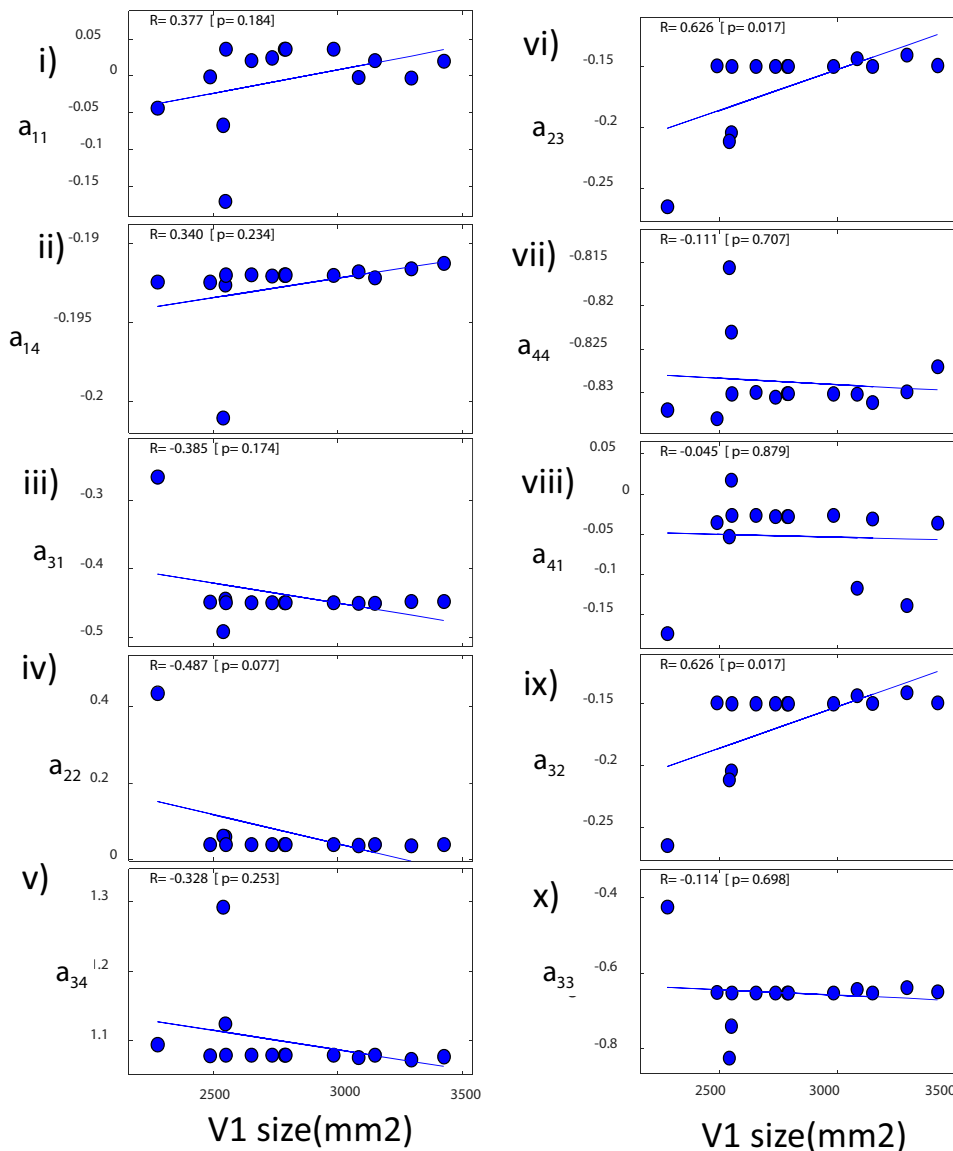 i)
R= 0.377 [ p= 0.184]
0.05
0
-0.05
-0.1
-0.15
a11
ii)
R= 0.340 [ p= 0.234]
-0.19
-0.195
-0.2
a14
iii)
R= -0.385 [ p= 0.174]
-0.3
-0.4
-0.5
a31
iv)
R= -0.487 [ p= 0.077]
0.4
0.2
0
a22
v)
R= -0.328 [ p= 0.253]
1.3
1.2
1.1
a34
2500 3000 3500
V1 size(mm2)
vi)
R= 0.626 [ p= 0.017]
-0.15
-0.2
-0.25
a23
vii)
R= -0.111 [ p= 0.707]
-0.815
-0.82
-0.825
-0.83
a44
viii)
R= -0.045 [ p= 0.879]
0.05
0
-0.05
-0.1
-0.15
a41
ix)
R= 0.626 [ p= 0.017]
-0.15
-0.2
-0.25
a32
x)
R= -0.114 [ p= 0.698]
-0.4
-0.6
-0.8
a33
2500 3000 3500
V1 size(mm2)